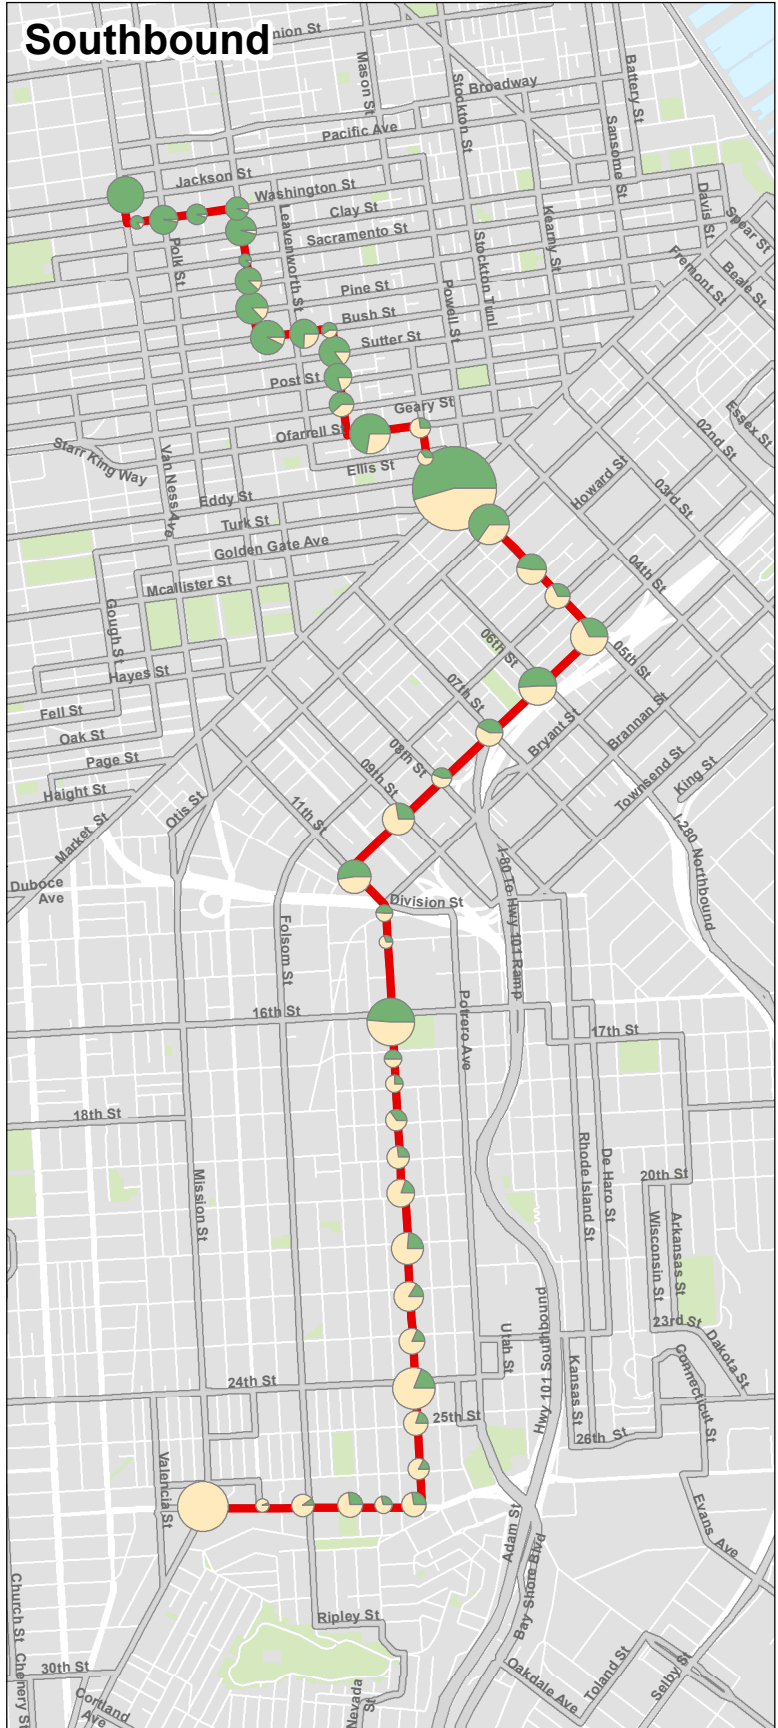 Southbound
nion St
Mason St
Stockton St
Broadway
Battery St
Pacific Ave
Sansome St
Jackson St
Washington St
Leavenworth St
Clay St
Sacramento St
Polk St
Stockton Tunl
Kearny St
Davis St
Spear St
Fremont St
Beale St
Pine St
Bush St
Powell St
Sutter St
Post St
Geary St
Essex St
Ofarrell St
Starr King Way
Van Ness Ave
Ellis St
02nd St
Howard St
03rd St
Eddy St
Turk St
Golden Gate Ave
04th St
Mcallister St
Gough St
06th St
05th St
Hayes St
07th St
Fell St
Oak St
Bryant St
Brannan St
Page St
08th St
09th St
Townsend St
King St
Haight St
Otis St
11th St
Market St
I-280 Northbound
Duboce
Ave
Division St
I-80 To Hwy 101 Ramp
Folsom St
Potrero Ave
16th St
17th St
18th St
Mission St
Rhode Island St
De Haro St
20th St
Wisconsin St
Arkansas St
Hwy 101 Southbound
Utah St
23rd St
Dakota St
Kansas St
Connecticut St
24th St
25th St
26th St
Valencia St
Evans Ave
Adam St
Bay Shore Blvd
Church St
Ripley St
Chenery St
30th St
Cortland
Ave
Nevada
St
Oakdale Ave
Toland St
Selby St